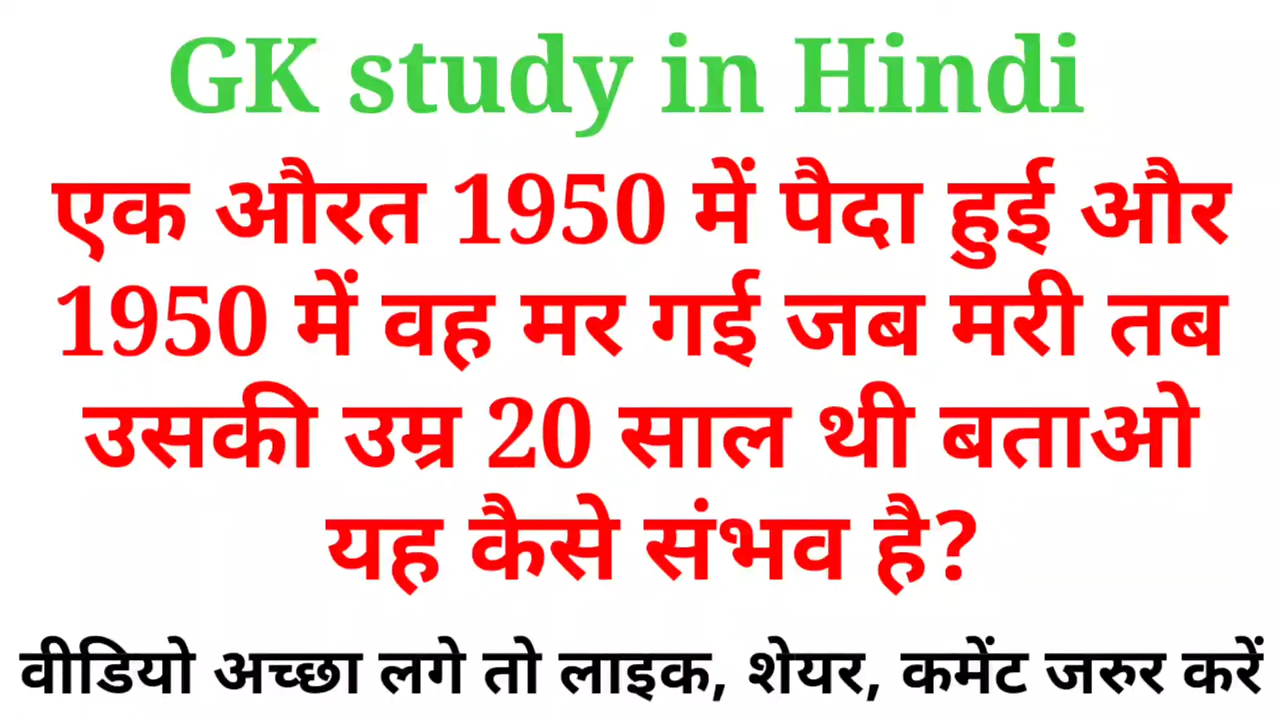 GK study in Hindi
एक औरत 1950 में पैदा हुई और
1950 में वह मर गई जब मरी तब
उसकी उम्र 20 साल थी बताओ
यह कैसे संभव है?
वीडियो अच्छा लगे तो लाइक, शेयर, कमेंट जरुर करें